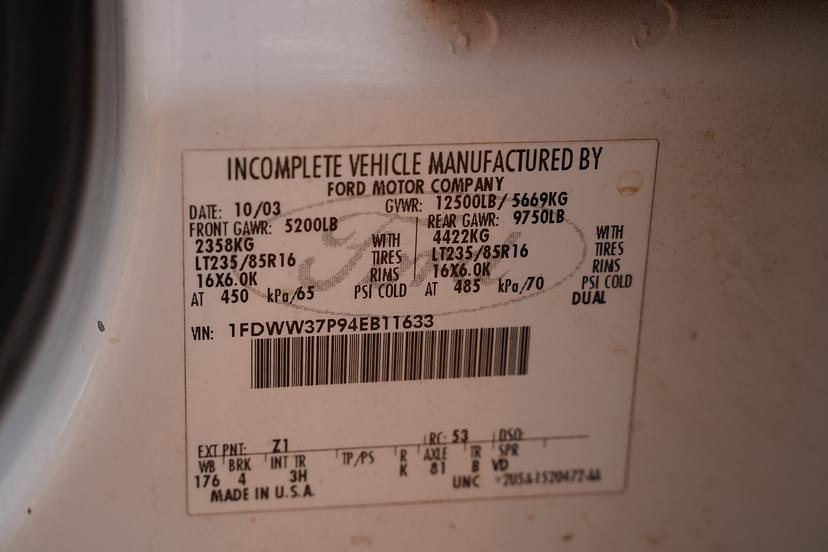 INCOMPLETE VEHICLE MANUFACTURED BY
FORD MOTOR COMPANY
DATE: 10/03 GVWR: 12500LB/ 5669KG
FRONT GAWR: 5200LB REAR GAWR: 9750LB
2358KG WITH 4422KG WITH
LT235/85R16 TIRES LT235/85R16 TIRES
16X6.0K RIMS 16X6.0K RIMS
AT 450 kPa/65 PSI COLD AT 485 kPa/70 PSI COLD
DUAL
VIN: 1FDWW37P94EB11633
EXT PNT: Z1 RC: 53 DSO:
WB BRK INT TR TP/PS R AXLE TR SPR
176 4 3H K 81 B VD
MADE IN U.S.A. UNC
Ford